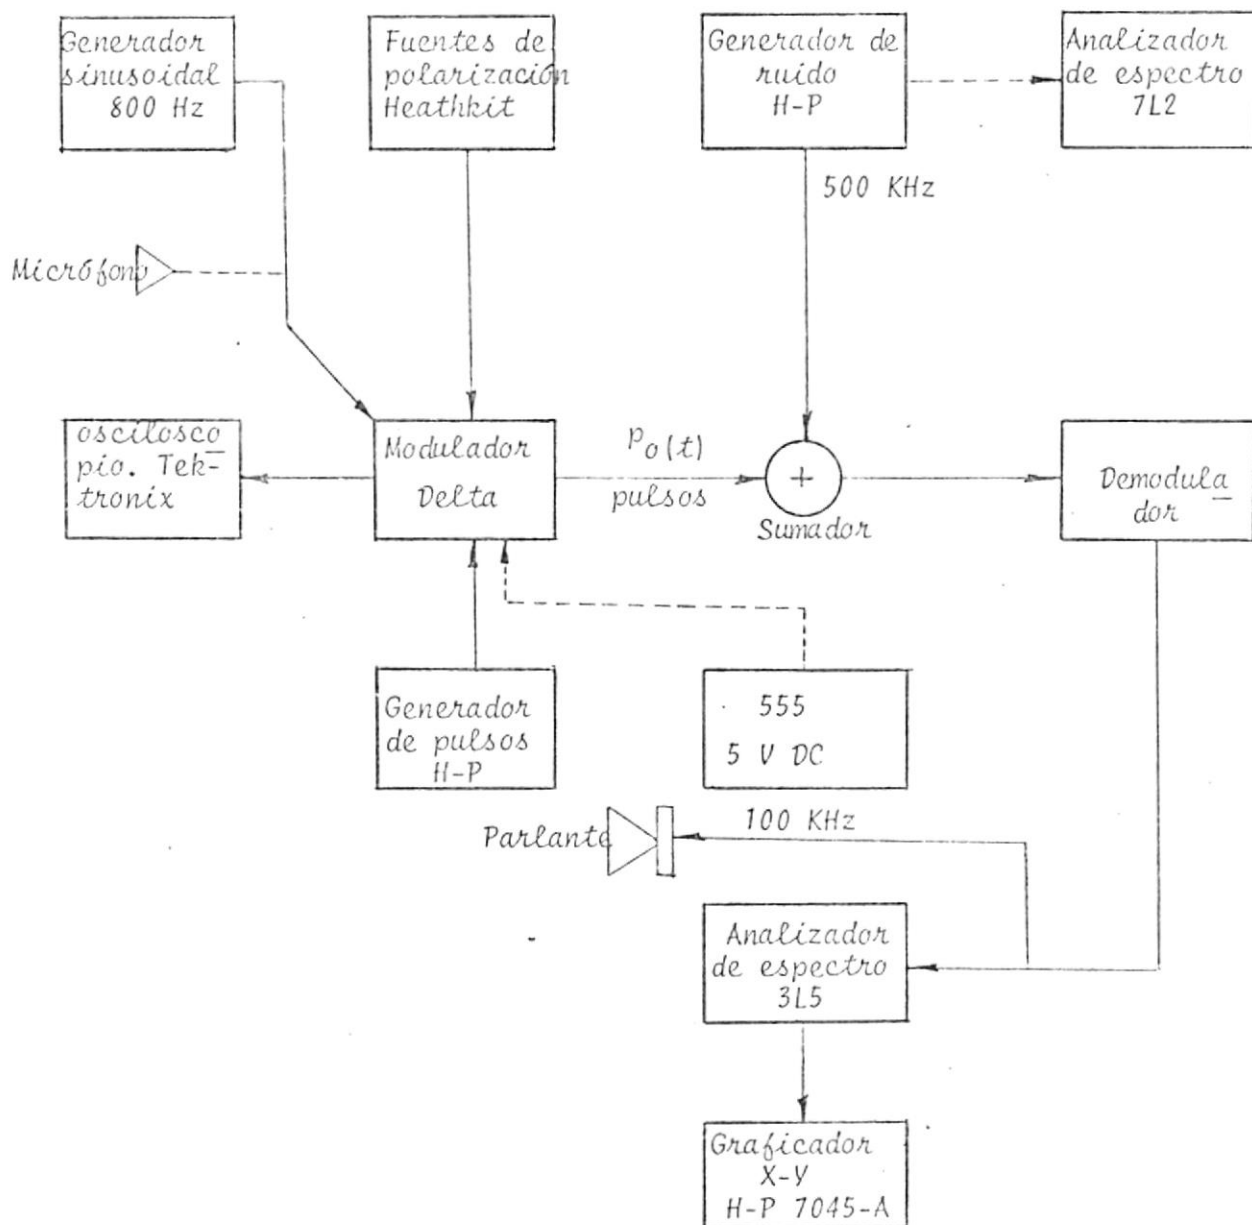 Generador
sinusoidal
800 Hz
Fuentes de
polarización
Heathkit
Generador de
ruido
H-P
Analizador
de espectro
7L2
500 KHz
Micrófono
oscilosco
pio. Tek-
tronix
Modulador
Delta
po(t)
pulsos
+
Sumador
Demodula
dor
Generador
de pulsos
H-P
555
5 V DC
100 KHz
Parlante
Analizador
de espectro
3L5
Graficador
X-Y
H-P 7045-A